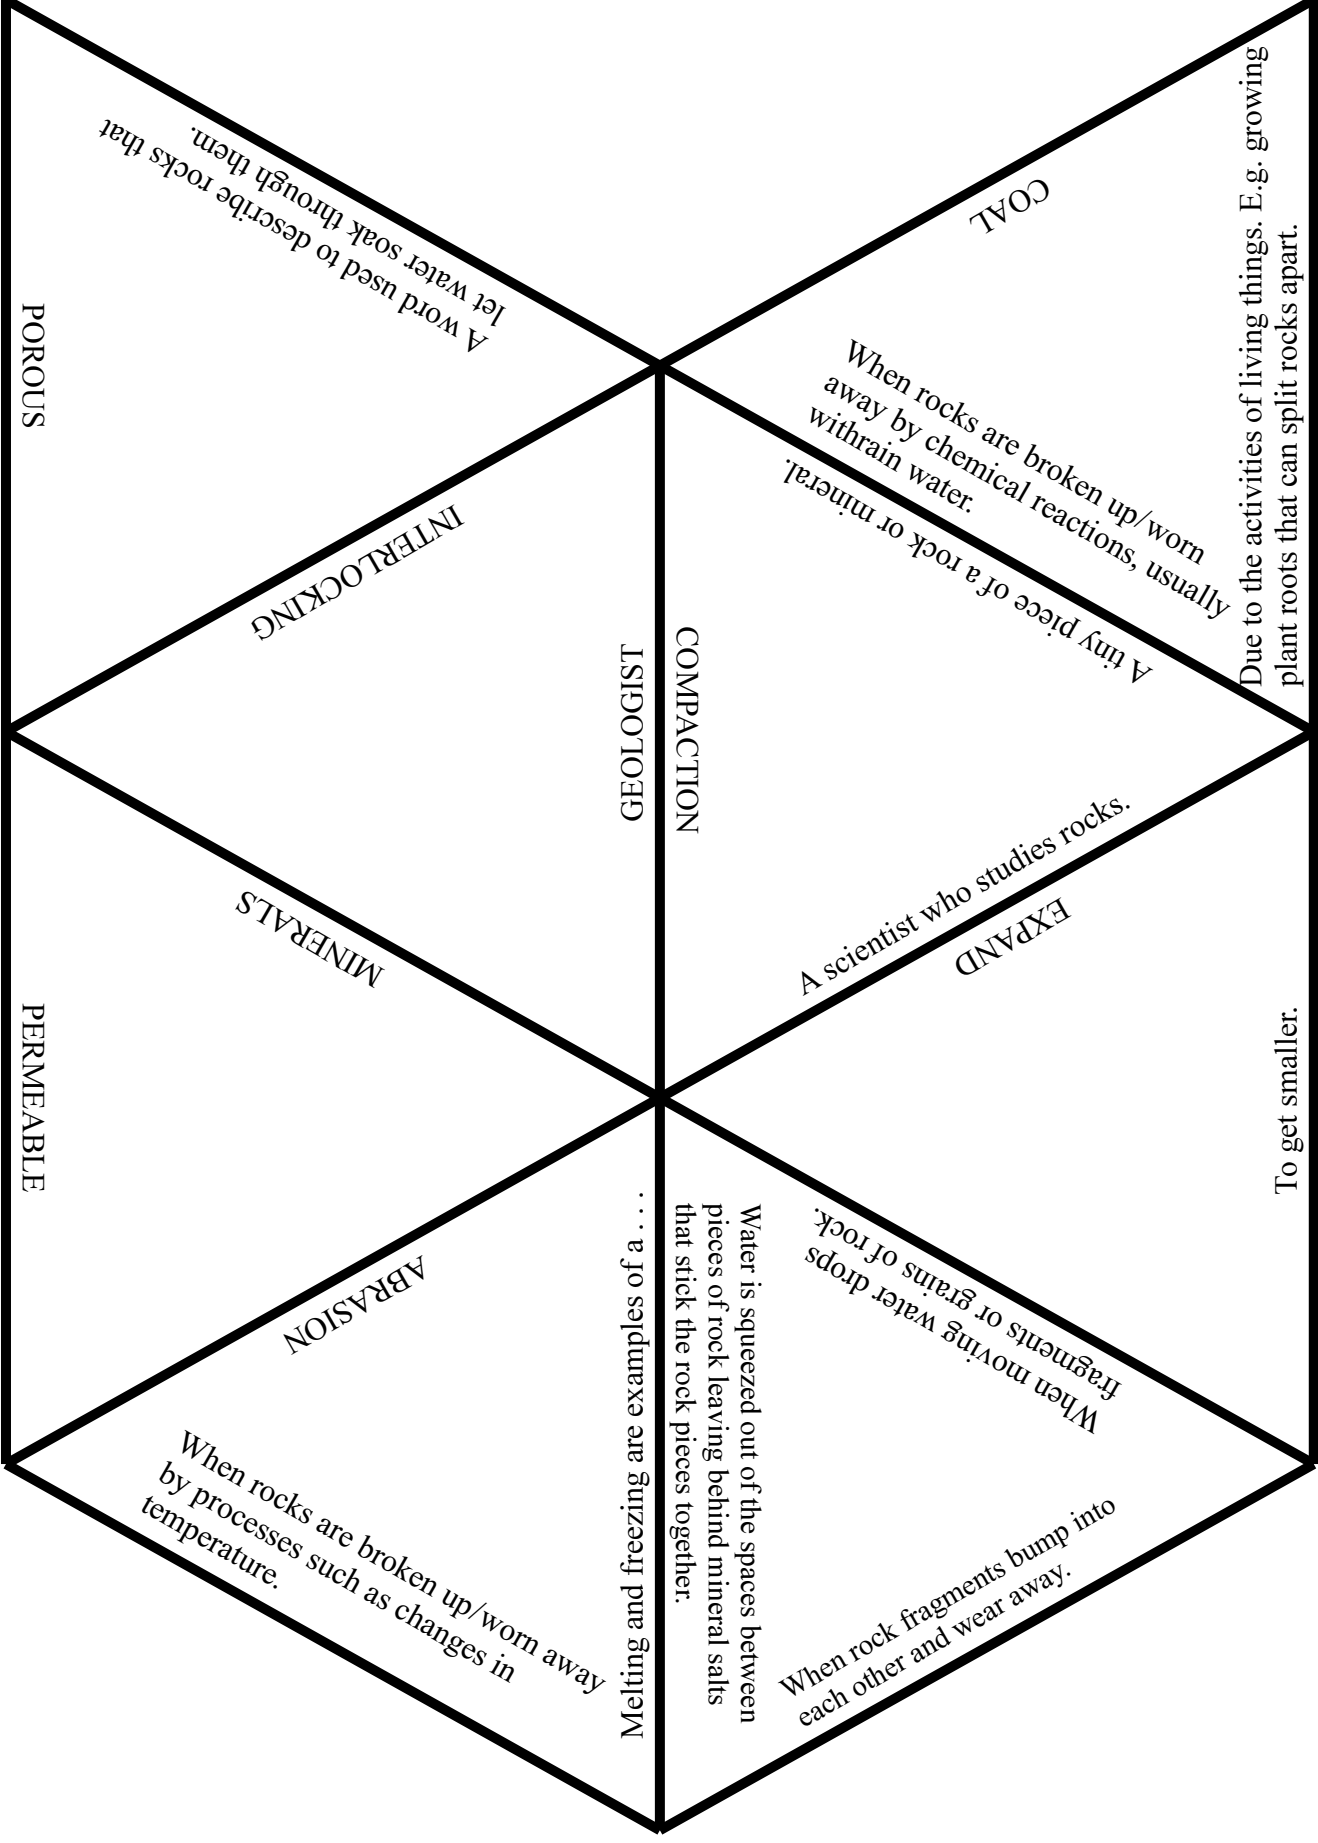 A word used to describe rocks that
let water soak through them.
POROUS
COAL
Due to the activities of living things. E.g. growing
plant roots that can split rocks apart.
When rocks are broken up/worn
away by chemical reactions, usually
withrain water.
A tiny piece of a rock or mineral.
INTERLOCKING
GEOLOGIST
COMPACTION
A scientist who studies rocks.
EXPAND
MINERALS
PERMEABLE
To get smaller.
When moving water drops
fragments or grains of rock.
ABRASION
Melting and freezing are examples of a . . . .
Water is squeezed out of the spaces between
pieces of rock leaving behind mineral salts
that stick the rock pieces together.
When rocks are broken up/worn away
by processes such as changes in
temperature.
When rock fragments bump into
each other and wear away.